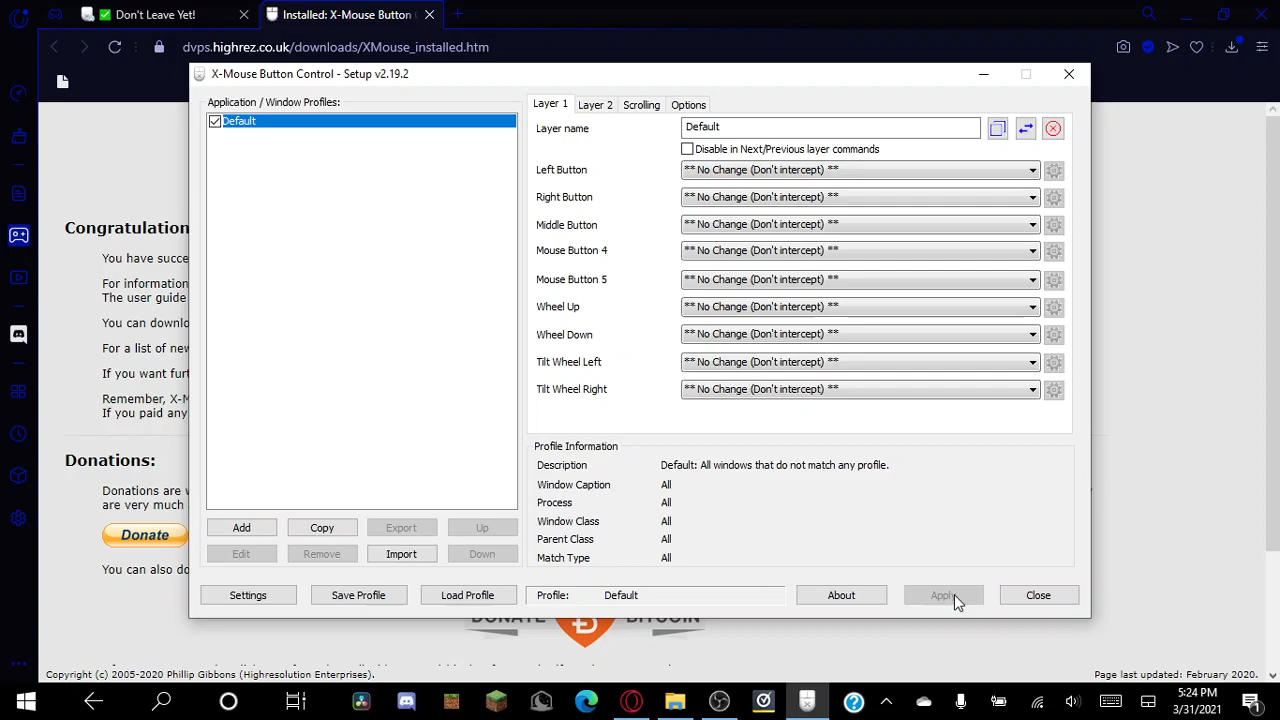 ✅ Don't Leave Yet!
Installed: X-Mouse Button
dvps.highrez.co.uk/downloads/XMouse_installed.htm
X-Mouse Button Control - Setup v2.19.2
Application / Window Profiles:
Default
Layer 1 Layer 2 Scrolling Options
Layer name Default
Disable in Next/Previous layer commands
Left Button ** No Change (Don't intercept) **
Right Button ** No Change (Don't intercept) **
Middle Button ** No Change (Don't intercept) **
Mouse Button 4 ** No Change (Don't intercept) **
Mouse Button 5 ** No Change (Don't intercept) **
Wheel Up ** No Change (Don't intercept) **
Wheel Down ** No Change (Don't intercept) **
Tilt Wheel Left ** No Change (Don't intercept) **
Tilt Wheel Right ** No Change (Don't intercept) **
Profile Information
Description Default: All windows that do not match any profile.
Window Caption All
Process All
Window Class All
Parent Class All
Match Type All
Add Copy Export Up
Edit Remove Import Down
Settings Save Profile Load Profile Profile: Default About Apply Close
Congratulation
You have succe
For information
The user guide
You can downlo
For a list of new
If you want furt
Remember, X-M
If you paid any
Donations:
Donations are w
are very much
Donate
You can also do
DONATE BITCOIN
Copyright (c) 2005-2020 Phillip Gibbons (Highresolution Enterprises). Page last updated: February 2020.
5:24 PM
3/31/2021
1